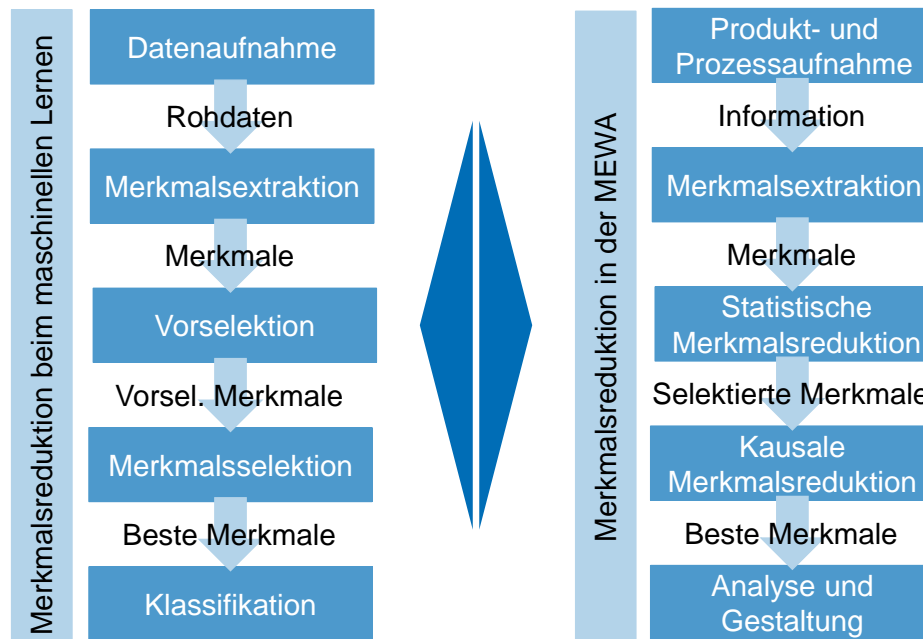 Merkmalsreduktion beim maschinellen Lernen
Datenaufnahme
Rohdaten
Merkmalsextraktion
Merkmale
Vorselektion
Vorsel. Merkmale
Merkmalsselektion
Beste Merkmale
Klassifikation
Merkmalsreduktion in der MEWA
Produkt- und
Prozessaufnahme
Information
Merkmalsextraktion
Merkmale
Statistische
Merkmalsreduktion
Selektierte Merkmale
Kausale
Merkmalsreduktion
Beste Merkmale
Analyse und
Gestaltung